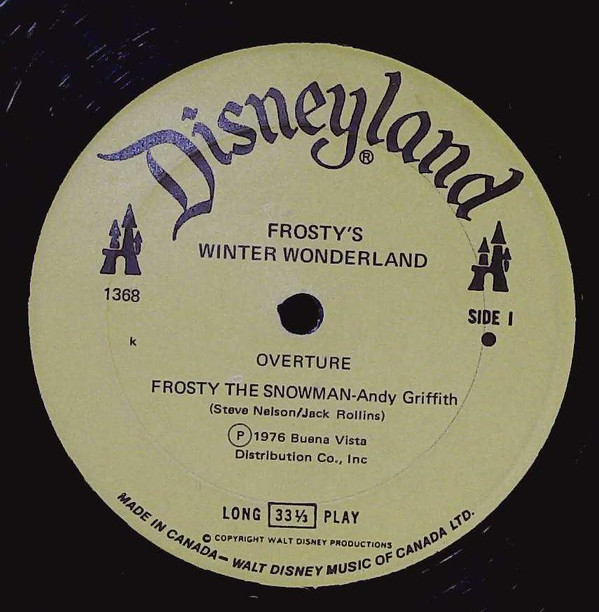 Disneyland®
FROSTY'S
WINTER WONDERLAND
1368
SIDE 1
k
OVERTURE
FROSTY THE SNOWMAN-Andy Griffith
(Steve Nelson/Jack Rollins)
Ⓟ1976 Buena Vista
Distribution Co., Inc
LONG 33⅓ PLAY
© COPYRIGHT WALT DISNEY PRODUCTIONS
MADE IN CANADA— WALT DISNEY MUSIC OF CANADA LTD.